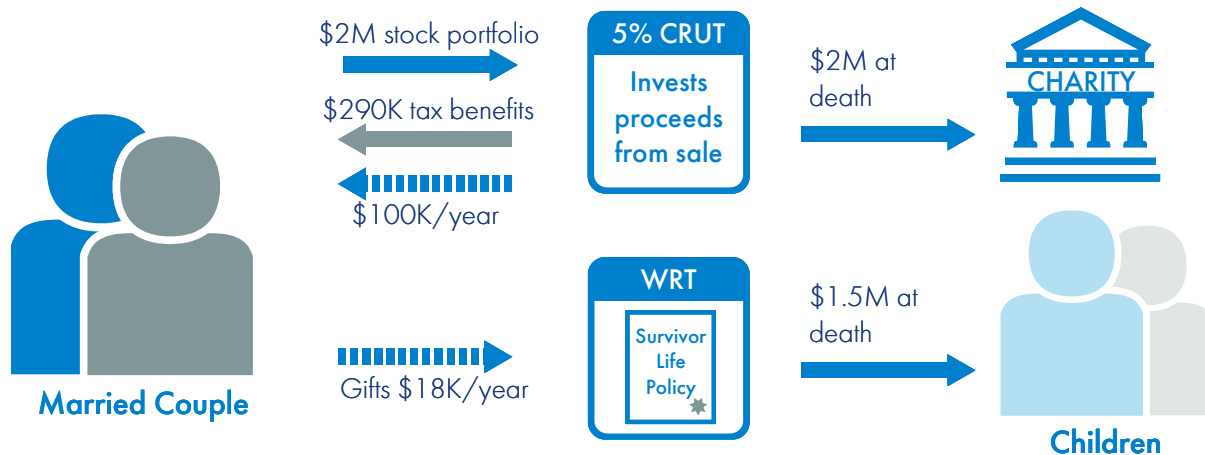 $2M stock portfolio
$290K tax benefits
$100K/year
5% CRUT
Invests
proceeds
from sale
$2M at
death
CHARITY
Married Couple
Gifts $18K/year
WRT
Survivor
Life
Policy
$1.5M at
death
Children